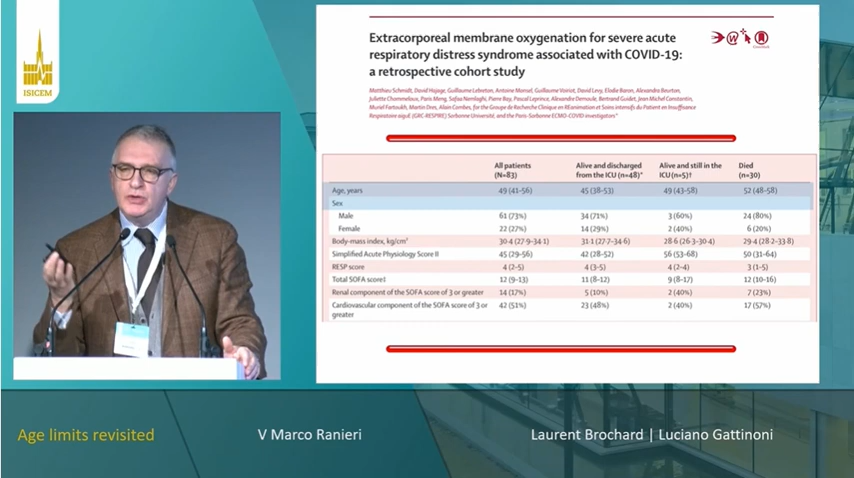 ISICEM
Extracorporeal membrane oxygenation for severe acute
respiratory distress syndrome associated with COVID-19:
a retrospective cohort study
Matthieu Schmidt, David Hajage, Guillaume Lebreton, Antoine Monsel, Guillaume Voiriot, David Levy, Elodie Baron, Alexandra Beurton,
Juliette Chommeloux, Paris Meng, Safaa Nemlaghi, Pierre Bay, Pascal Leprince, Alexandre Demoule, Bertrand Guidet, Jean Michel Constantin,
Muriel Fartoukh, Martin Dres, Alain Combes, for the Groupe de Recherche Clinique en REanimation et Soins intensifs du Patient en Insuffisance
Respiratoire aiguE (GRC-RESPIRE) Sorbonne Université, and the Paris-Sorbonne ECMO-COVID investigators*
All patients (N=83) Alive and discharged from the ICU (n=48)* Alive and still in the ICU (n=5)† Died (n=30)
Age, years 49 (41–56) 45 (38–53) 49 (43–58) 52 (48–58)
Sex
Male 61 (73%) 34 (71%) 3 (60%) 24 (80%)
Female 22 (27%) 14 (29%) 2 (40%) 6 (20%)
Body-mass index, kg/cm² 30·4 (27·9–34·1) 31·1 (27·7–34·6) 28·6 (26·3–30·4) 29·4 (28·2–33·8)
Simplified Acute Physiology Score II 45 (29–56) 42 (28–52) 56 (53–68) 50 (31–64)
RESP score 4 (2–5) 4 (3–5) 4 (2–4) 3 (1–5)
Total SOFA score‡ 12 (9–13) 11 (8–12) 9 (8–17) 12 (10–16)
Renal component of the SOFA score of 3 or greater 14 (17%) 5 (10%) 2 (40%) 7 (23%)
Cardiovascular component of the SOFA score of 3 or 42 (51%) 23 (48%) 2 (40%) 17 (57%)
greater
Age limits revisited
V Marco Ranieri
Laurent Brochard | Luciano Gattinoni